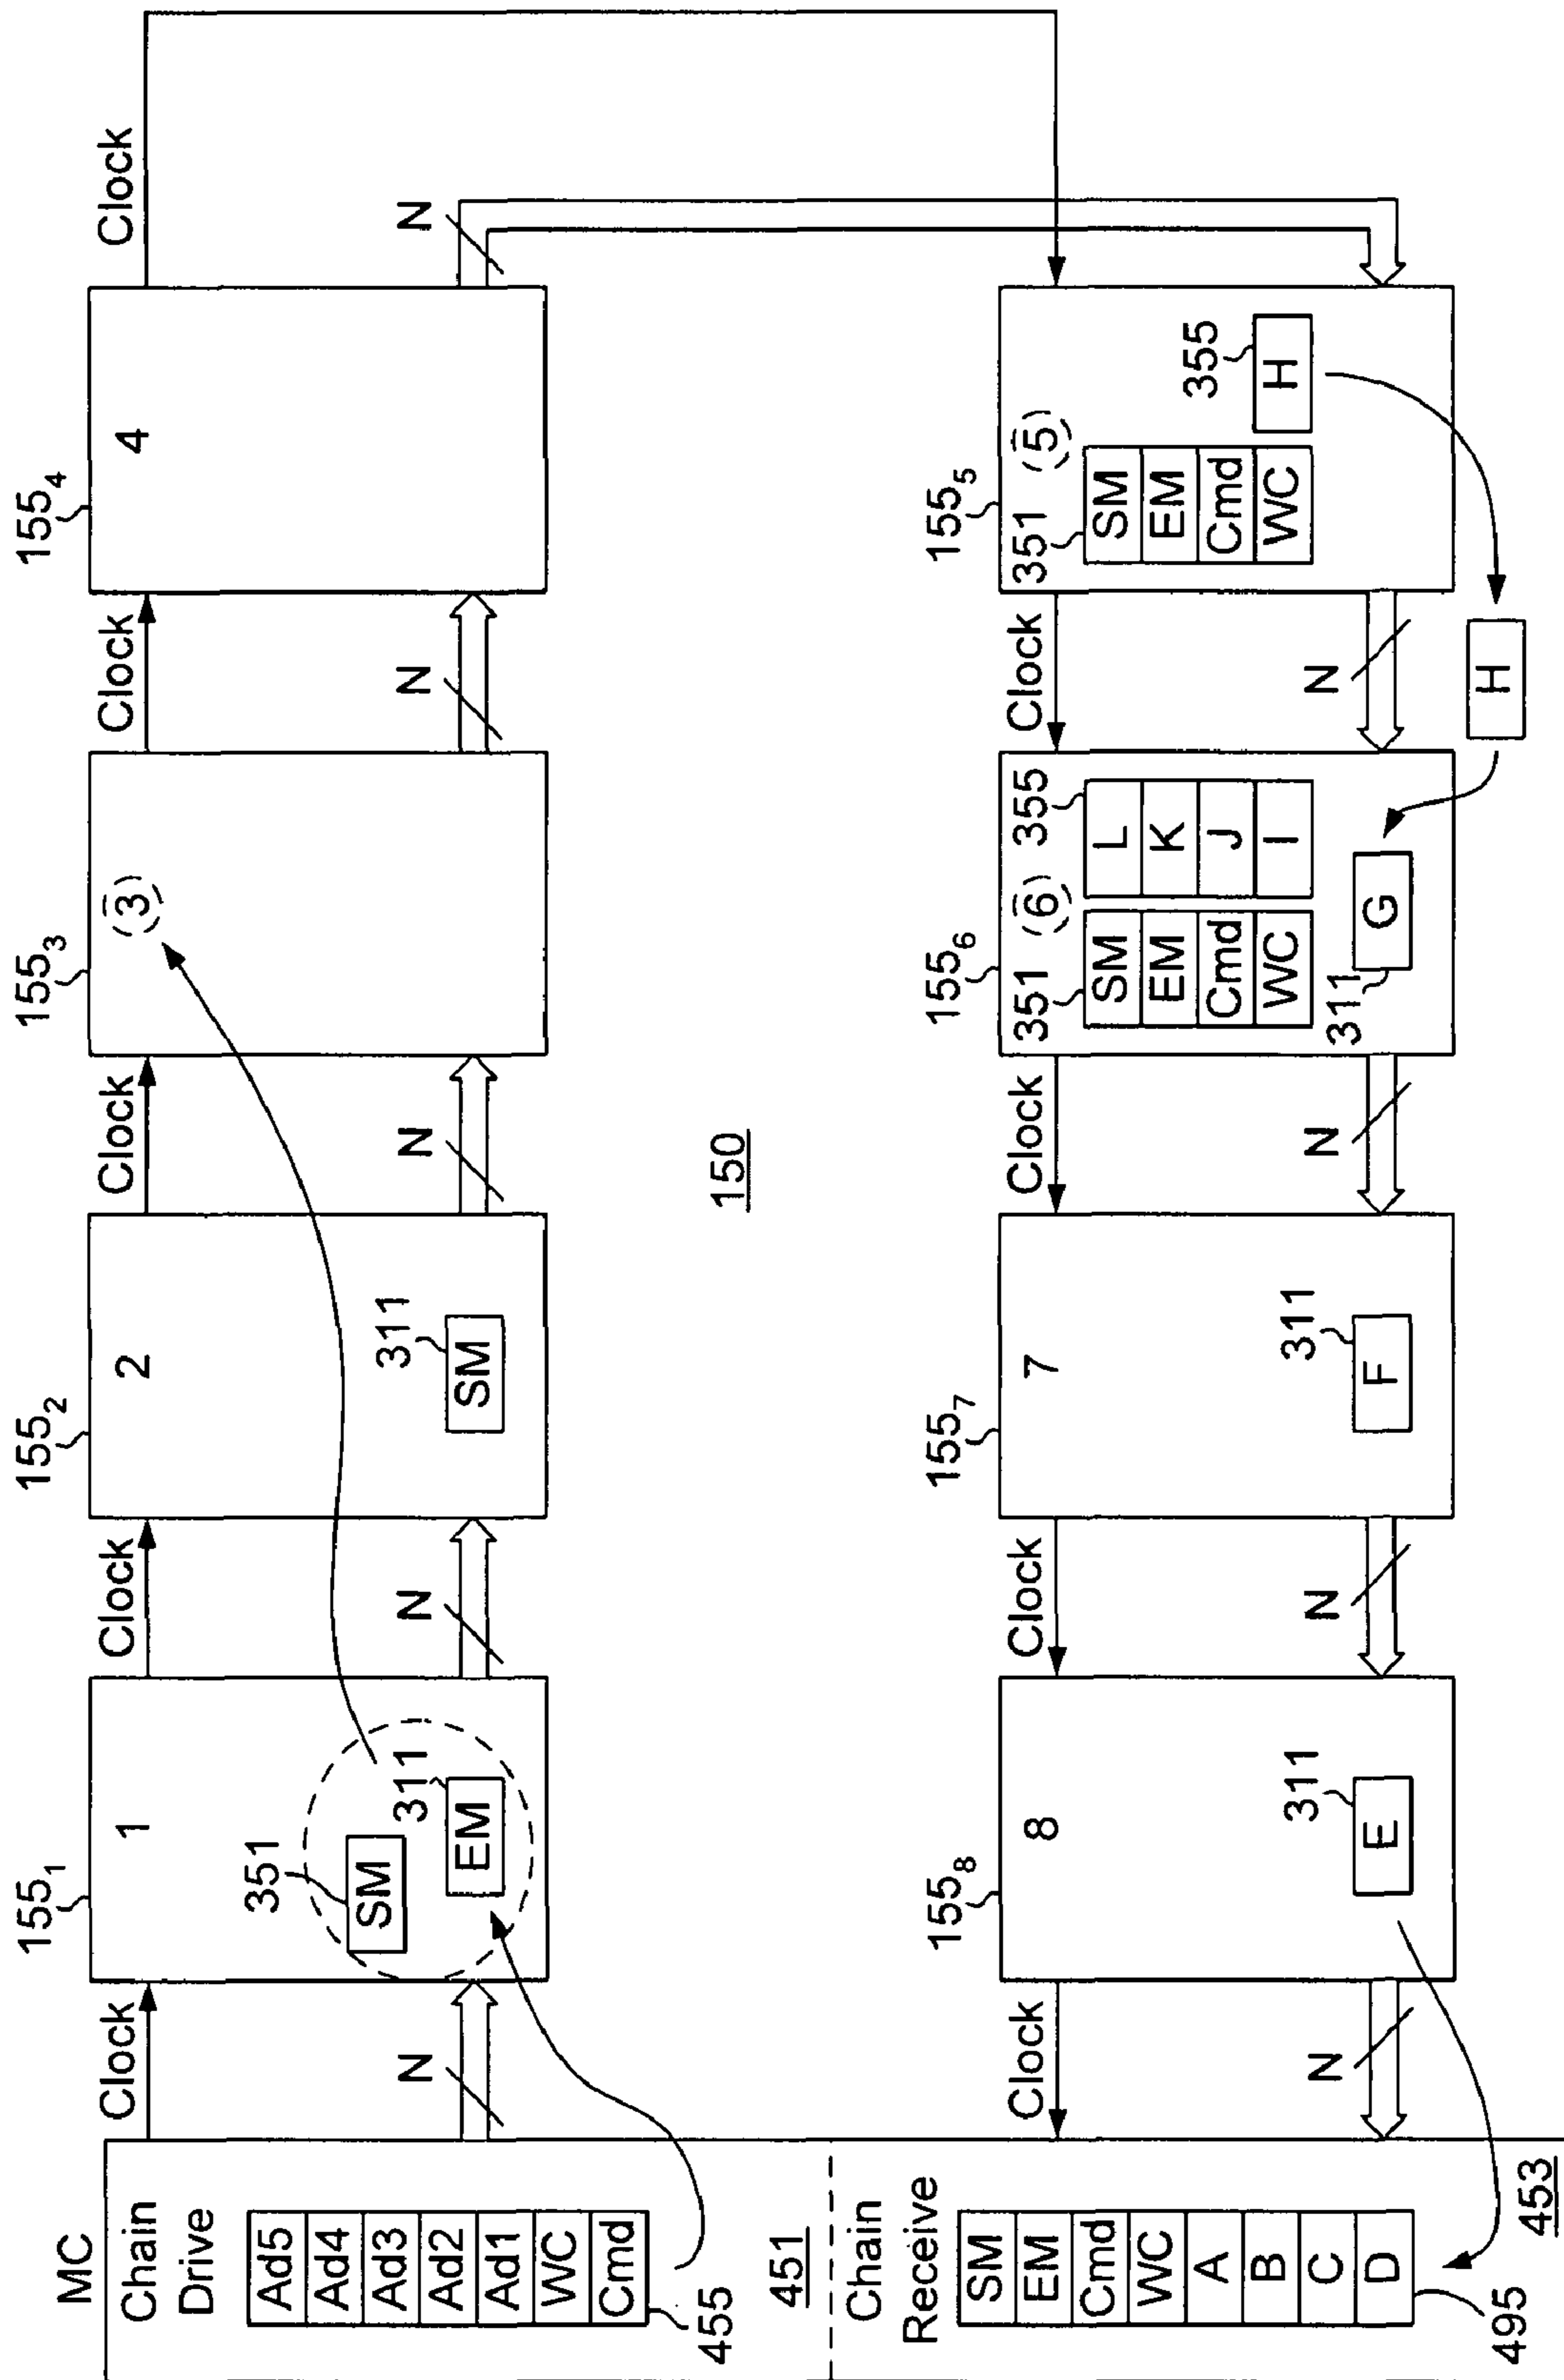 MC
Chain
Drive
Ad5
Ad4
Ad3
Ad2
Ad1
WC
Cmd
455
451
Clock
N
155₁
1
351
SM
311
EM
Clock
N
155₂
2
311
SM
Clock
N
155₃
(3)
Clock
N
155₄
4
Clock
N
150
Chain
Receive
SM
EM
Cmd
WC
A
B
C
D
495
453
Clock
N
155₈
8
311
E
Clock
N
155₇
7
311
F
Clock
N
155₆
351
(6)
355
SM
EM
Cmd
WC
L
K
J
I
311
G
Clock
N
H
155₅
351
(5)
SM
EM
Cmd
WC
355
H